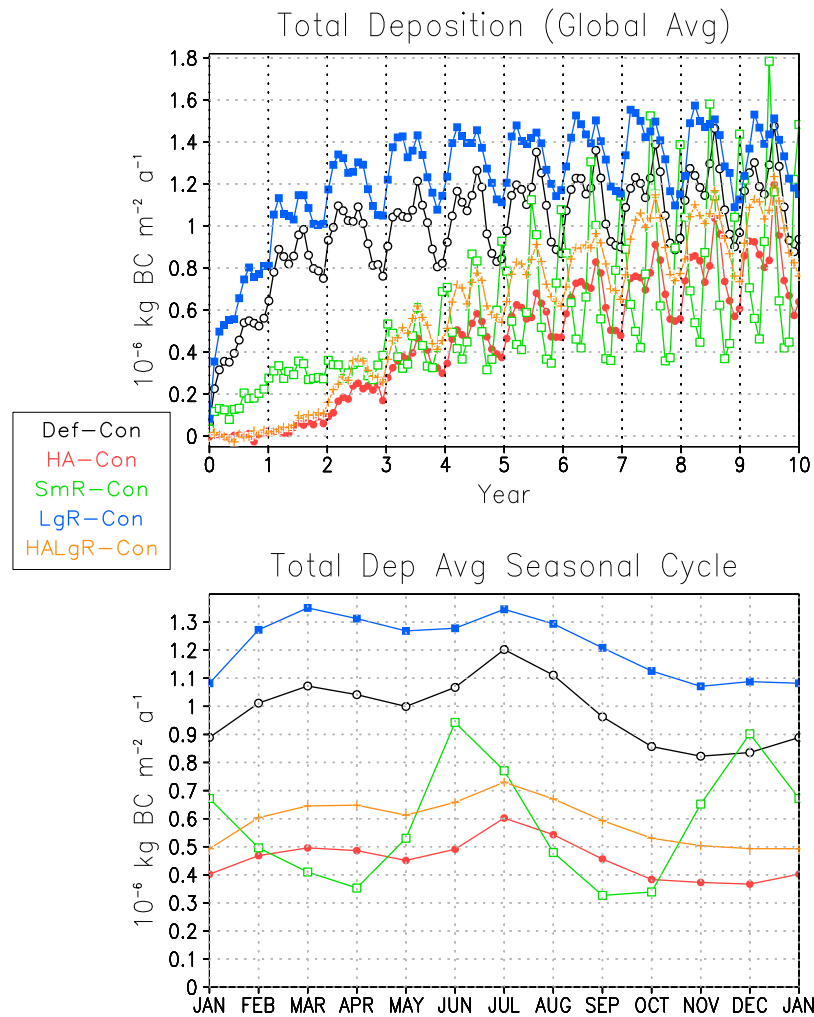 Total Deposition (Global Avg)
10⁻⁶ kg BC m⁻² a⁻¹
1.8
1.6
1.4
1.2
1
0.8
0.6
0.4
0.2
0
0 1 2 3 4 5 6 7 8 9 10
Year
Def-Con
HA-Con
SmR-Con
LgR-Con
HALgR-Con
Total Dep Avg Seasonal Cycle
10⁻⁶ kg BC m⁻² a⁻¹
1.3
1.2
1.1
1
0.9
0.8
0.7
0.6
0.5
0.4
0.3
0.2
0.1
0
JAN FEB MAR APR MAY JUN JUL AUG SEP OCT NOV DEC JAN